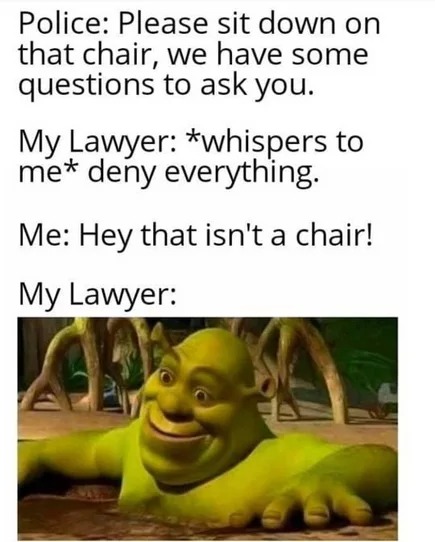 Police: Please sit down on
that chair, we have some
questions to ask you.
My Lawyer: *whispers to
me* deny everything.
Me: Hey that isn't a chair!
My Lawyer: